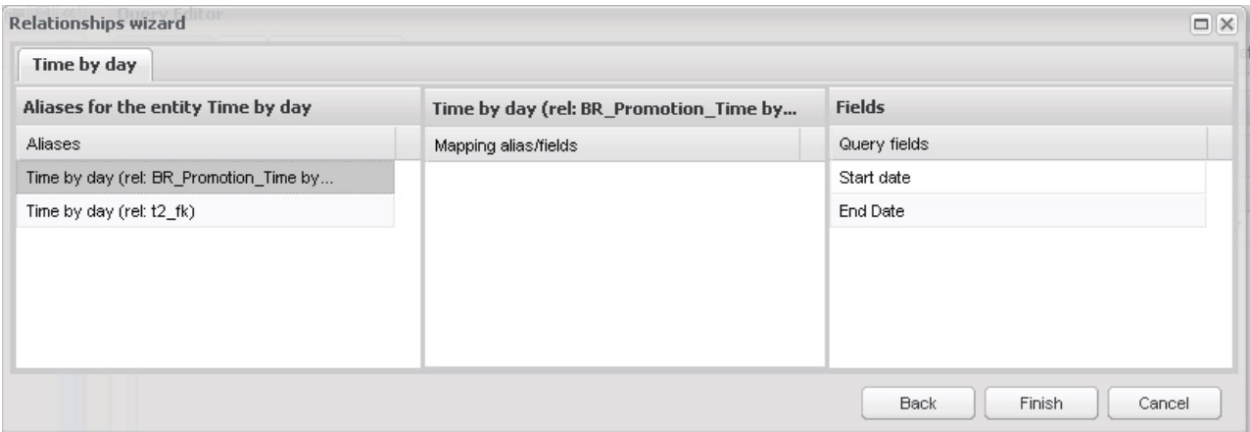 Query Editor
Relationships wizard
Time by day
Aliases for the entity Time by day
Time by day (rel: BR_Promotion_Time by...
Fields
Aliases
Mapping alias/fields
Query fields
Time by day (rel: BR_Promotion_Time by...
Start date
Time by day (rel: t2_fk)
End Date
Back
Finish
Cancel